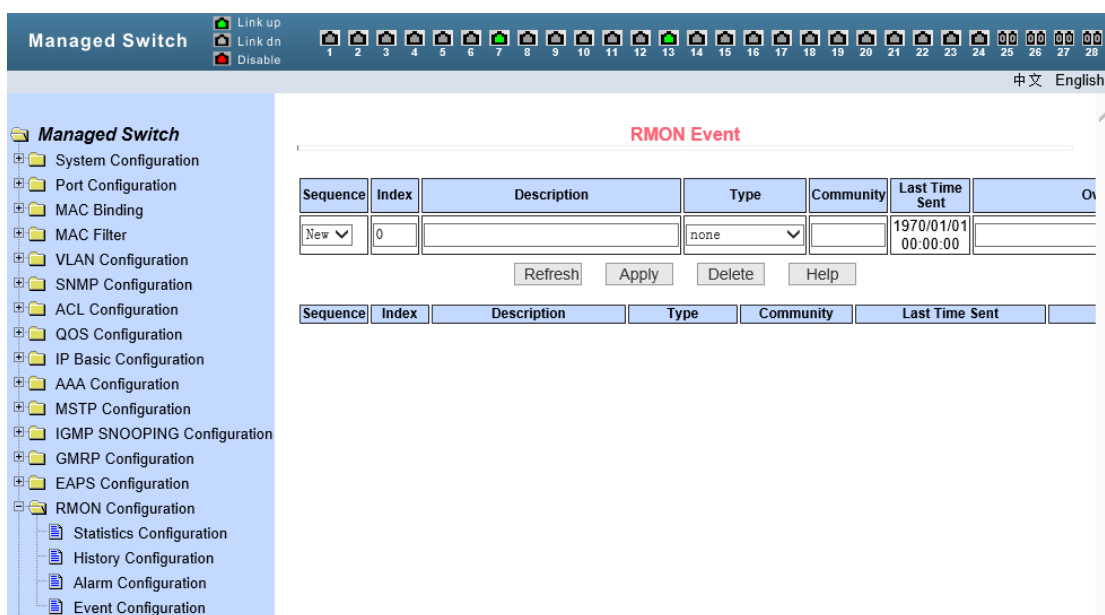 Link up
Managed Switch
Link dn
Disable
1 2 3 4 5 6 7 8 9 10 11 12 13 14 15 16 17 18 19 20 21 22 23 24 25 26 27 28
中文 English
Managed Switch
System Configuration
Port Configuration
MAC Binding
MAC Filter
VLAN Configuration
SNMP Configuration
ACL Configuration
QOS Configuration
IP Basic Configuration
AAA Configuration
MSTP Configuration
IGMP SNOOPING Configuration
GMRP Configuration
EAPS Configuration
RMON Configuration
Statistics Configuration
History Configuration
Alarm Configuration
Event Configuration
RMON Event
Sequence Index Description Type Community Last Time Sent
New 0 none 1970/01/01 00:00:00
Refresh Apply Delete Help
Sequence Index Description Type Community Last Time Sent